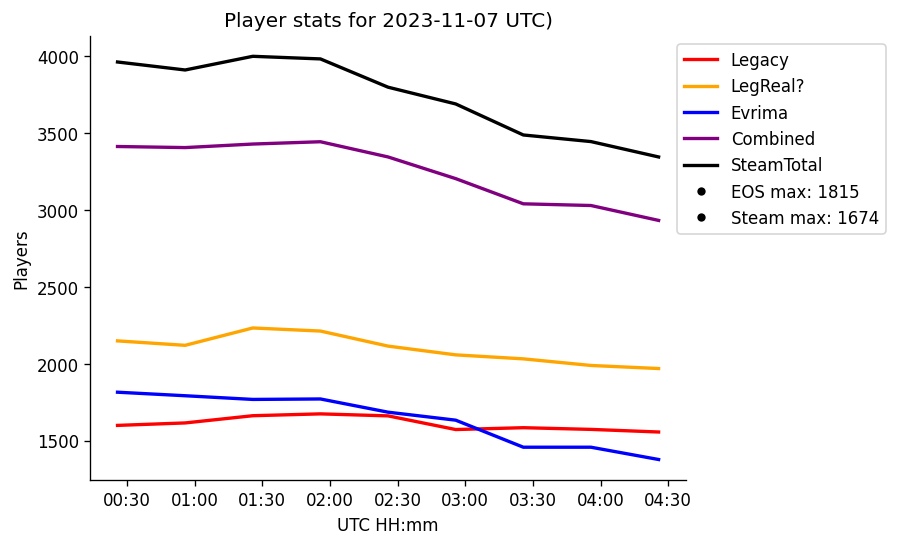 Player stats for 2023-11-07 UTC)
4000
3500
3000
2500
2000
1500
Players
00:30 01:00 01:30 02:00 02:30 03:00 03:30 04:00 04:30
UTC HH:mm
Legacy
LegReal?
Evrima
Combined
SteamTotal
EOS max: 1815
Steam max: 1674